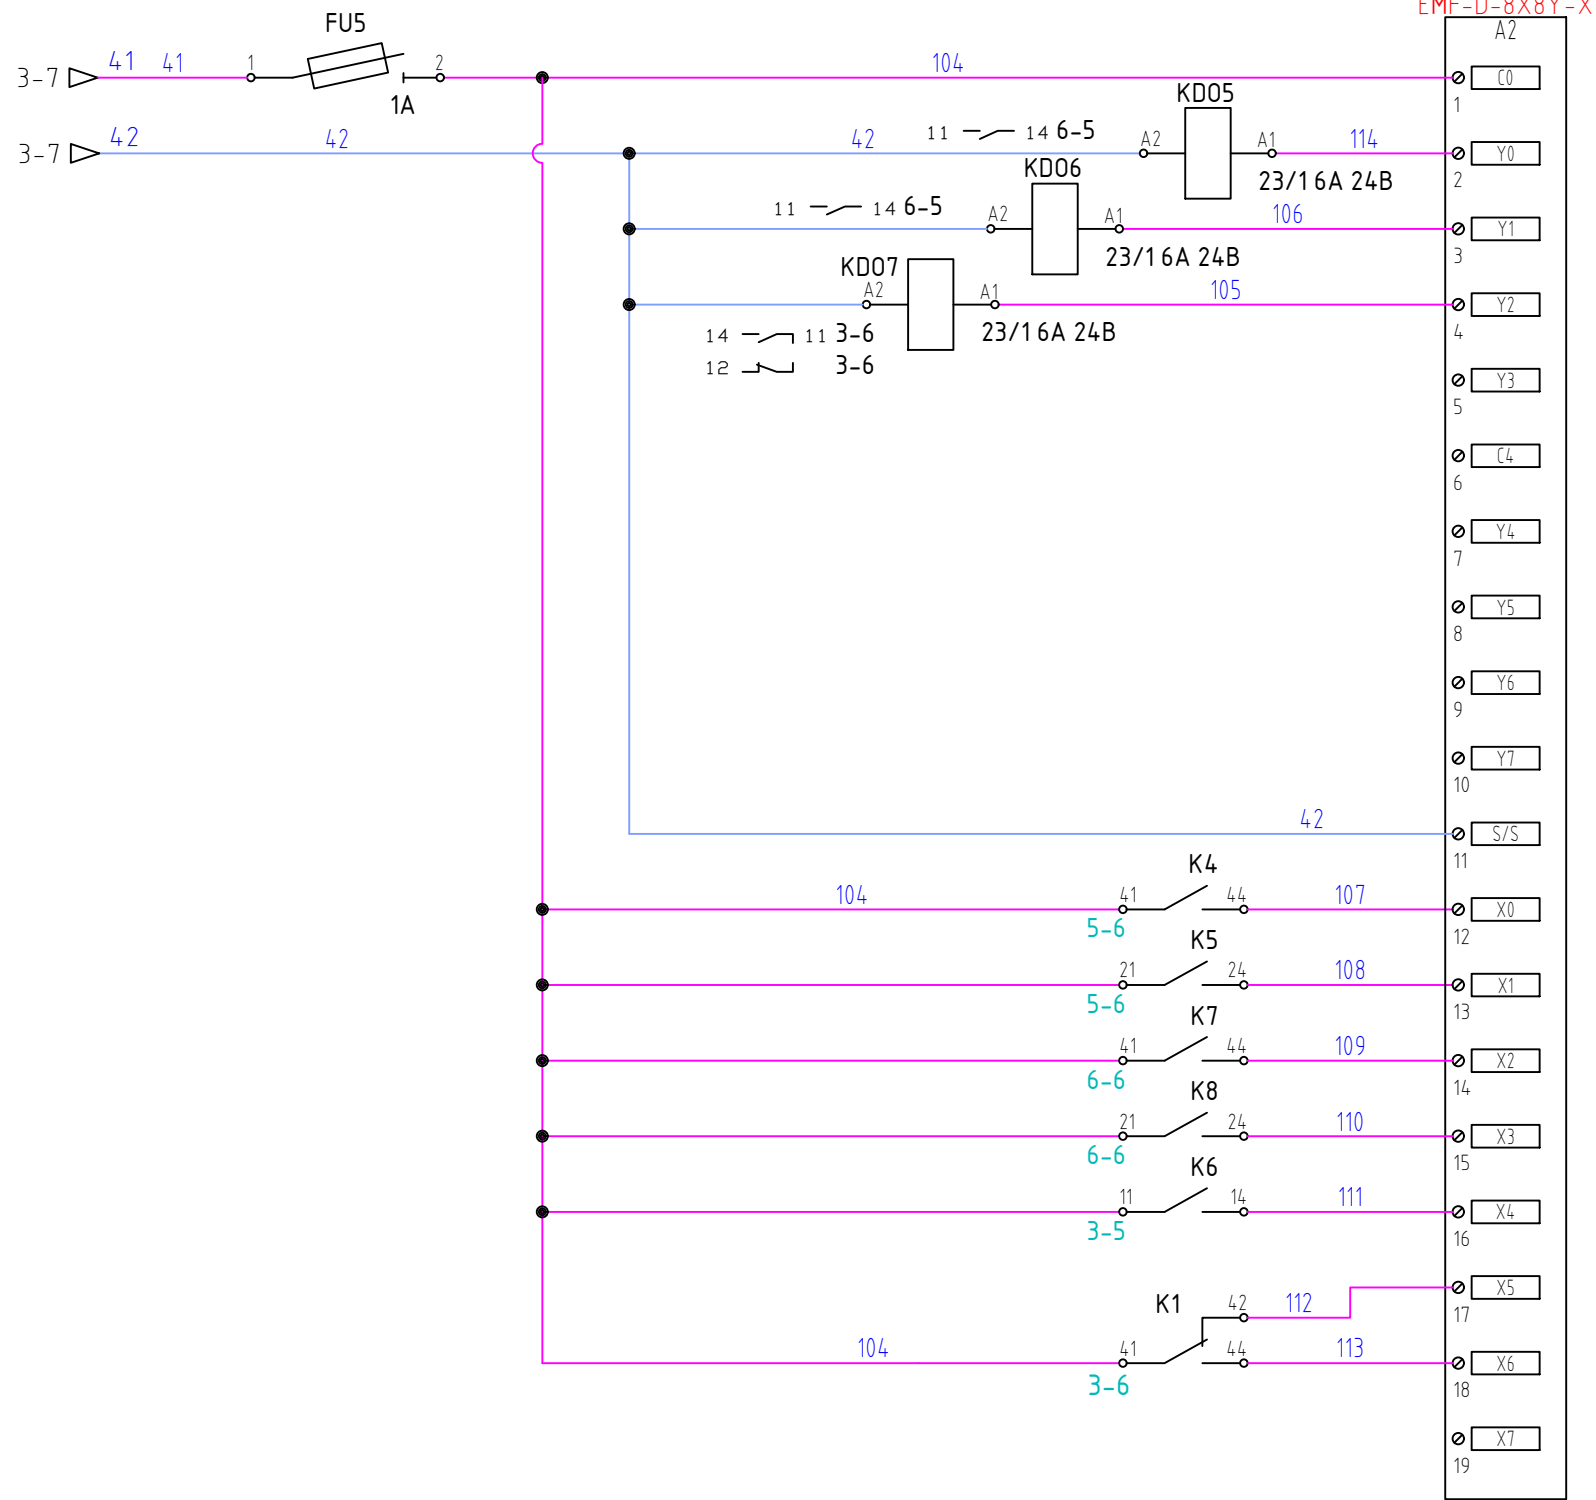 EMF-D-8X8Y-X
FU5
A2
3-7 41 41 1 2 104 C0
1A 1
KD05
3-7 42 42 42 11 14 6-5 A2 A1 114 Y0
23/16A 24B 2
KD06
11 14 6-5 A2 A1 106 Y1
23/16A 24B 3
KD07
A2 A1 105 Y2
14 11 3-6 23/16A 24B 4
12 3-6
Y3
5
C4
6
Y4
7
Y5
8
Y6
9
Y7
10
42 S/S
11
K4
104 41 44 107 X0
5-6 12
K5
21 24 108 X1
5-6 13
K7
41 44 109 X2
6-6 14
K8
21 24 110 X3
6-6 15
K6
11 14 111 X4
3-5 16
X5
K1 42 112 17
104 41 44 113 X6
3-6 18
X7
19